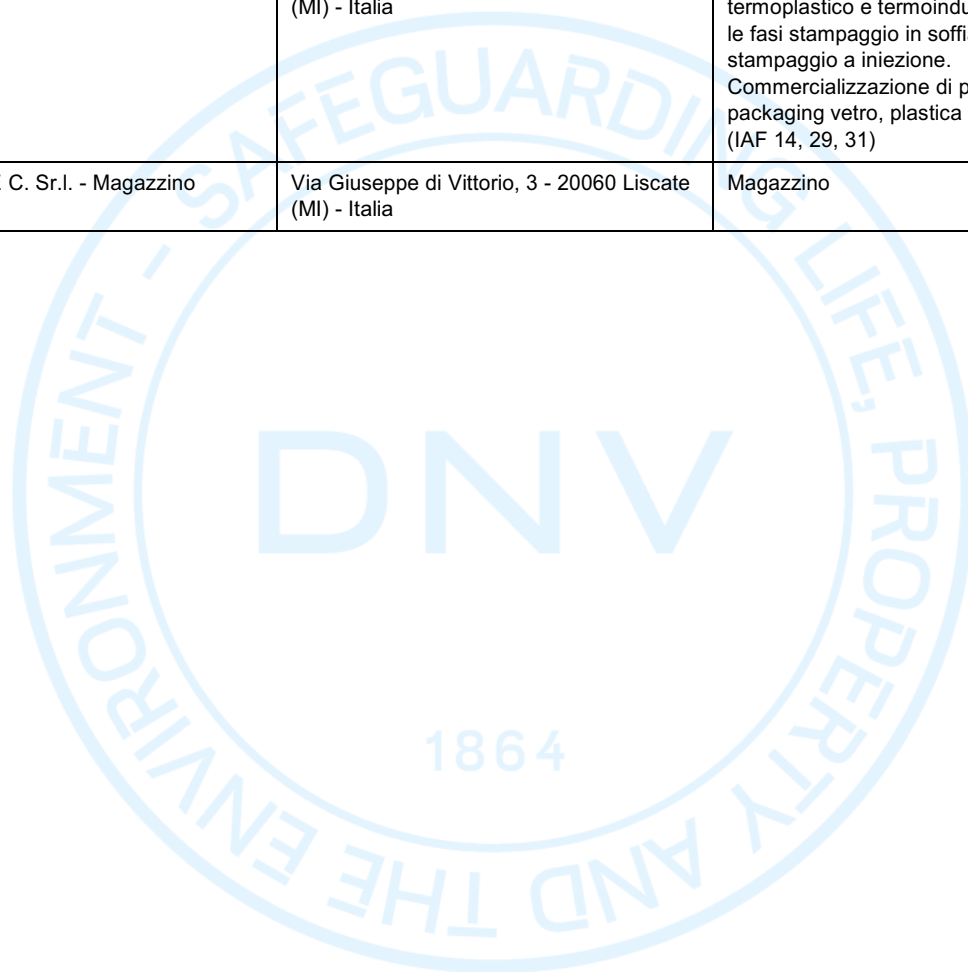 (MI) - Italia
termoplastico e
le fasi stampaggio in
stampaggio a iniezione.
Commercializzazione di
packaging vetro, plastica
(IAF 14, 29, 31)
C. Sr.l. - Magazzino
Via Giuseppe di Vittorio, 3 - 20060 Liscate
(MI) - Italia
Magazzino
SAFEGUARDING LIFE, PROPERTY AND THE ENVIRONMENT -
DNV
1864